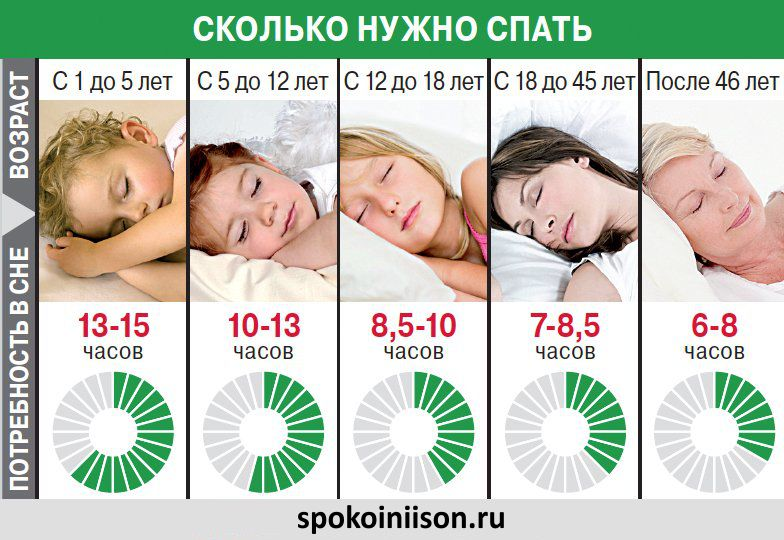 СКОЛЬКО НУЖНО СПАТЬ
ВОЗРАСТ
С 1 до 5 лет
С 5 до 12 лет
С 12 до 18 лет
С 18 до 45 лет
После 46 лет
ПОТРЕБНОСТЬ В СНЕ
13-15
часов
10-13
часов
8,5-10
часов
7-8,5
часов
6-8
часов
spokoiniison.ru